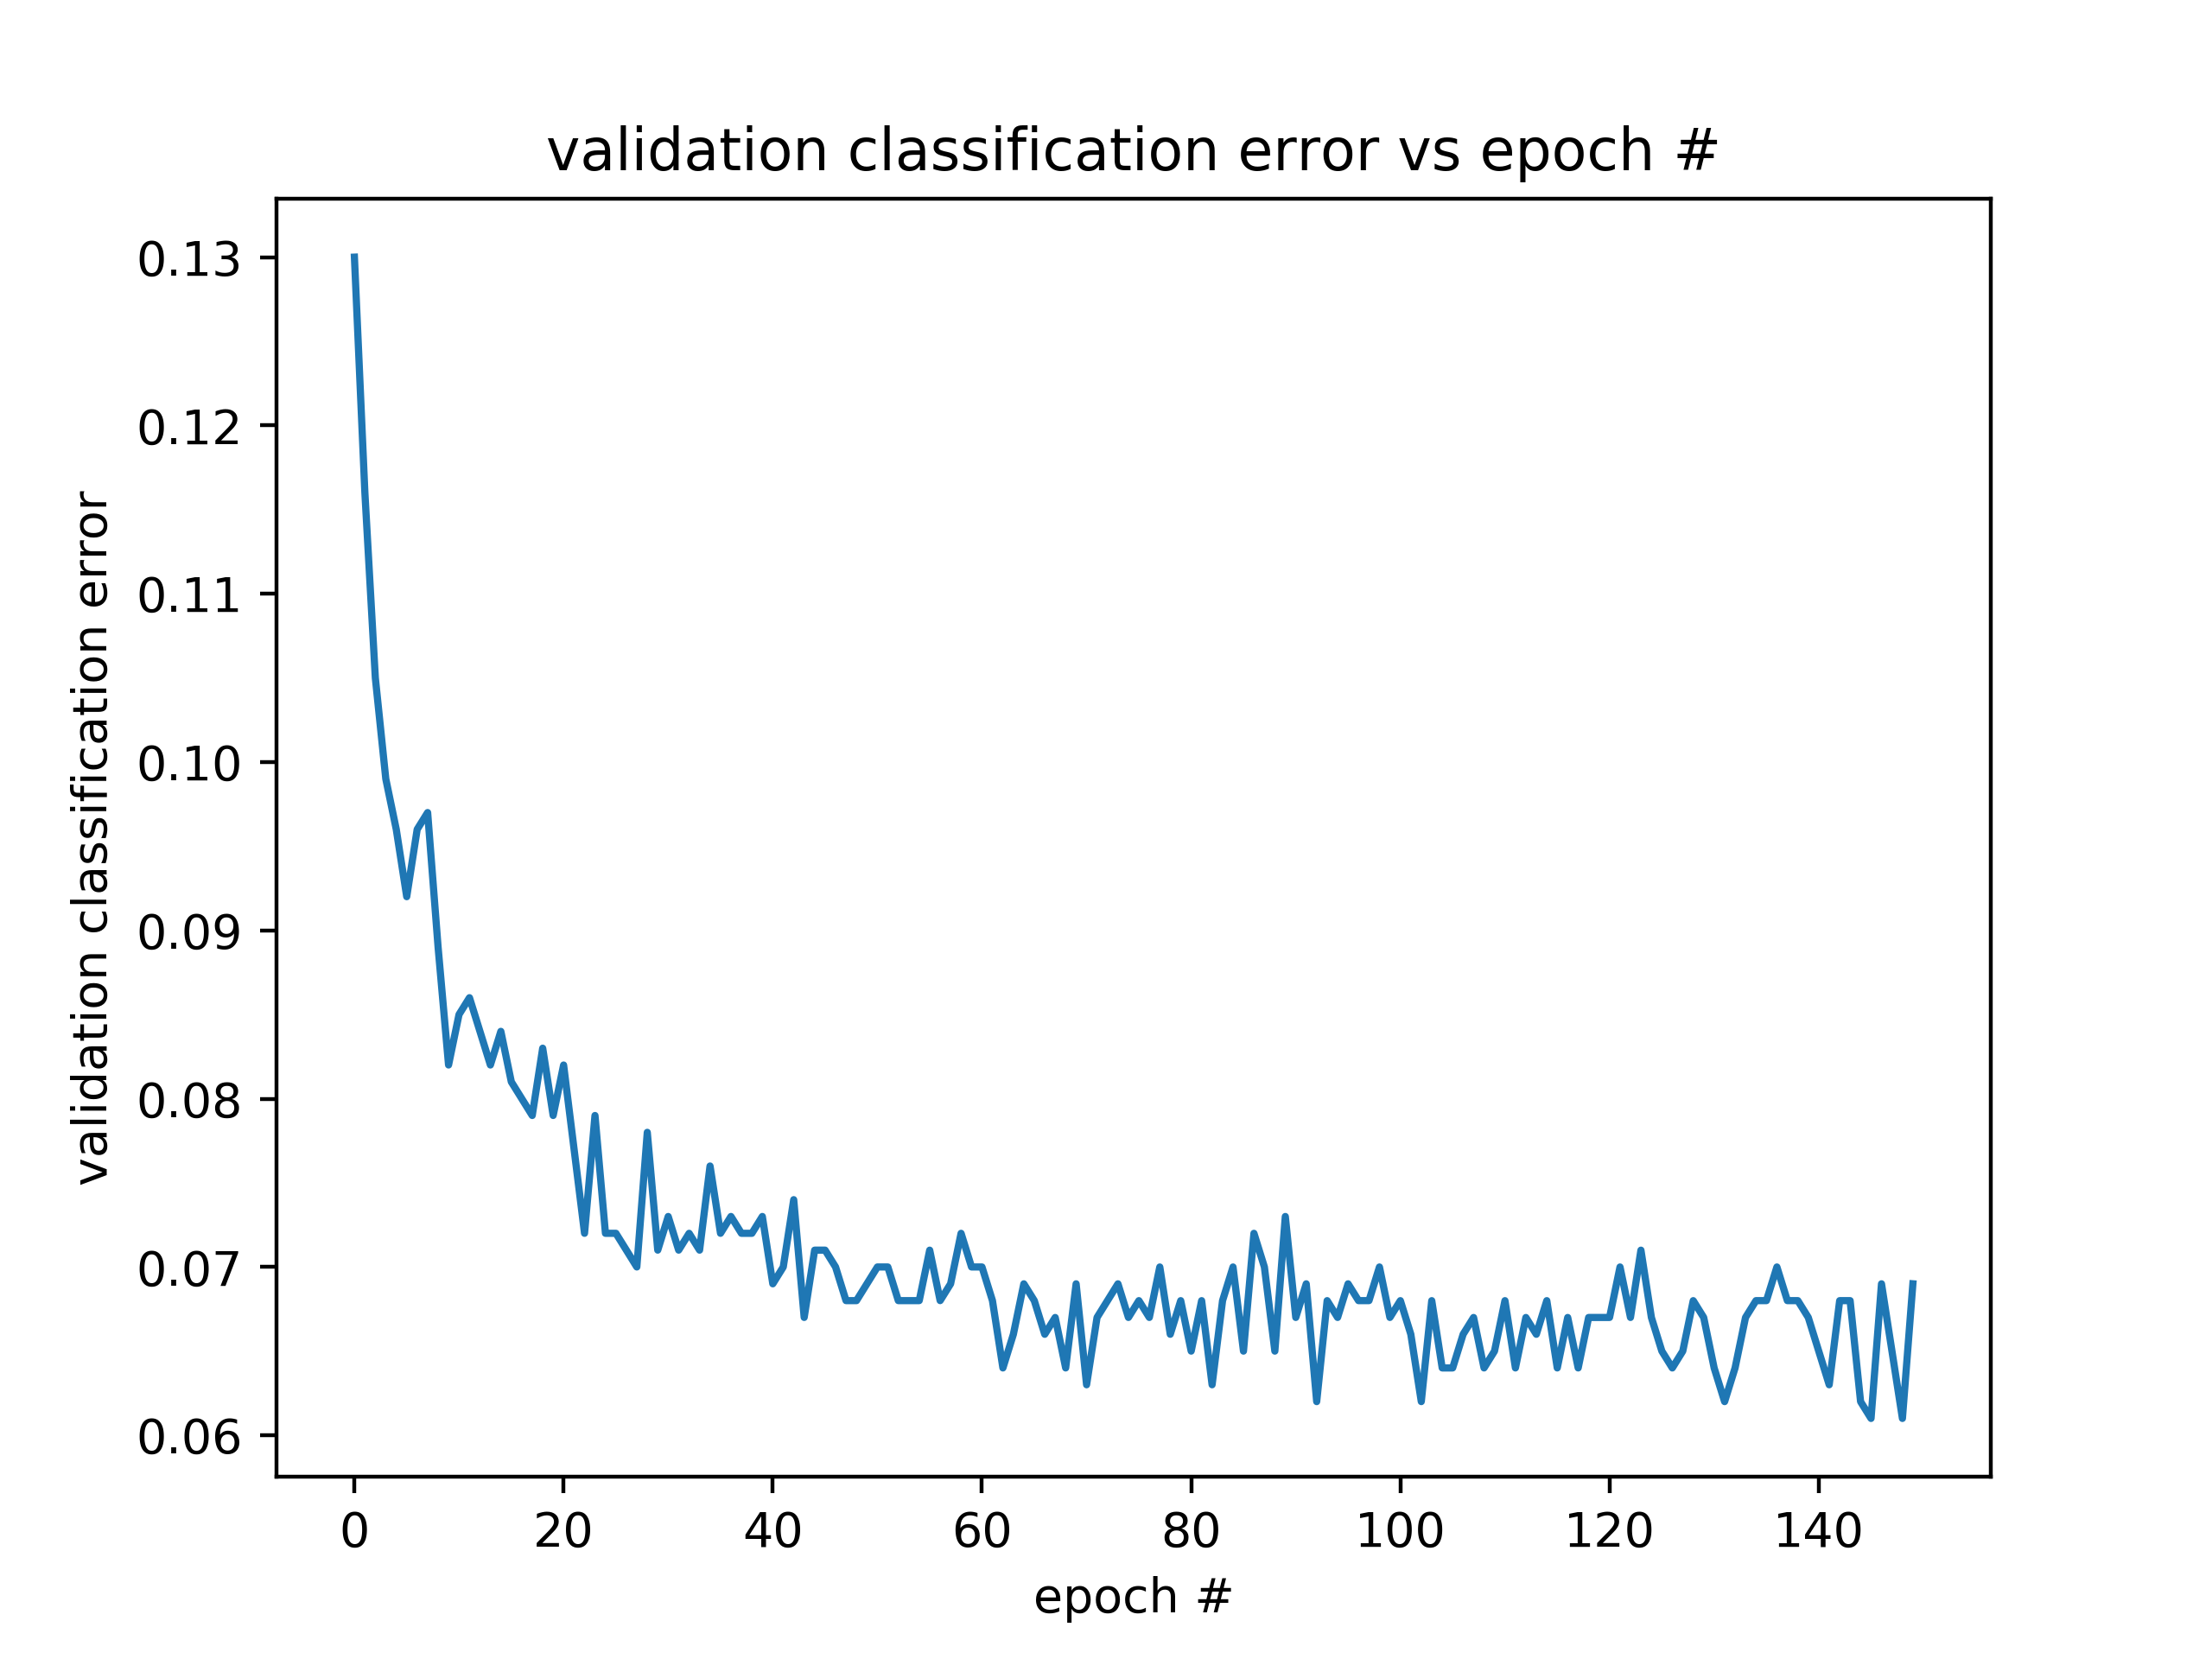 validation classification error vs epoch #
validation classification error
0.13
0.12
0.11
0.10
0.09
0.08
0.07
0.06
0 20 40 60 80 100 120 140
epoch #